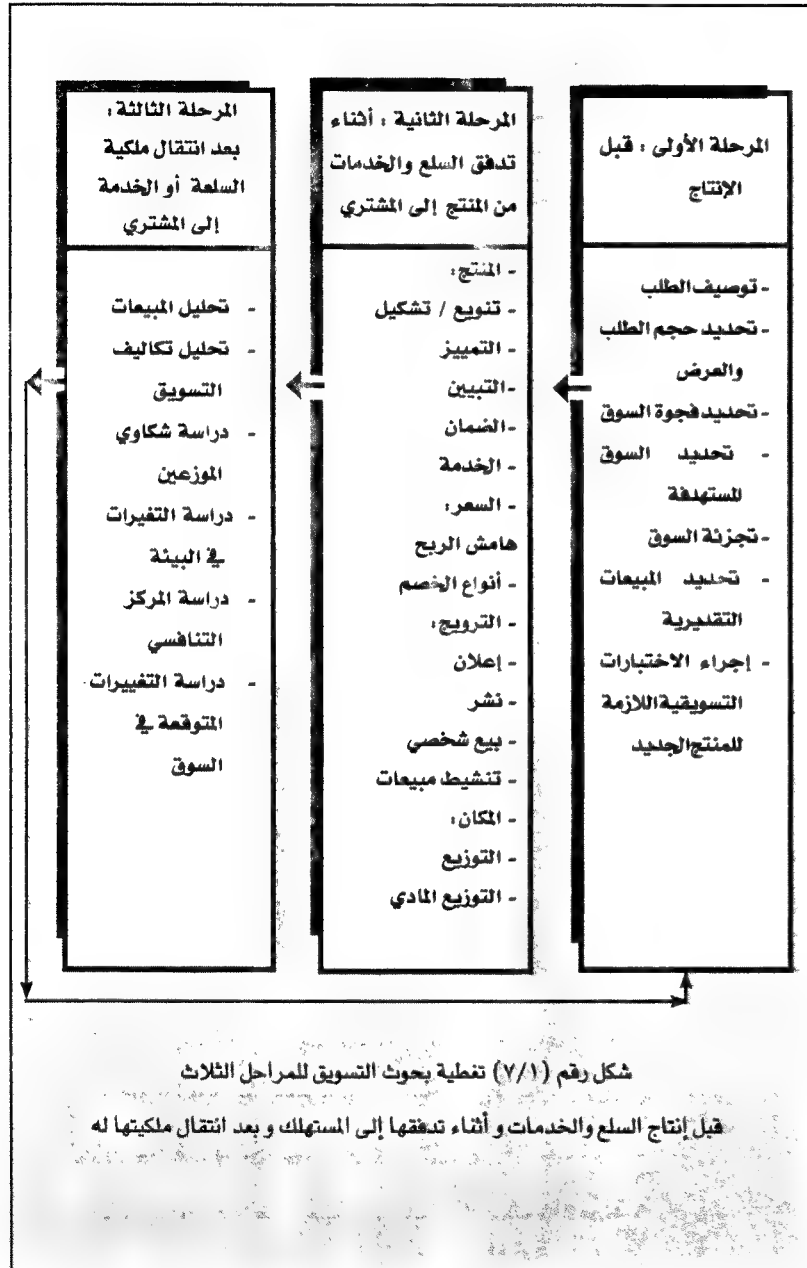 المرحلة الأولى : قبل
الإنتاج
- توصيف الطلب
- تحديد حجم الطلب
والعرض
- تحديد فجوة السوق
- تحديد السوق
المستهدفة
- تجزئة السوق
- تحديد المبيعات
التقديرية
- إجراء الاختبارات
التسويقية اللازمة
للمنتج الجديد
المرحلة الثانية : أثناء
تدفق السلع والخدمات
من المنتج إلى المشتري
- المنتج:
- تنويع / تشكيل
- التمييز
- التبيين
- الضمان
- الخدمة
- السعر:
هامش الربح
- أنواع الخصم
- الترويج:
- إعلان
- نشر
- بيع شخصي
- تنشيط مبيعات
- المكان:
- التوزيع
- التوزيع المادي
المرحلة الثالثة :
بعد انتقال ملكية
السلعة أو الخدمة
إلى المشتري
- تحليل المبيعات
- تحليل تكاليف
التسويق
- دراسة شكاوي
الموزعين
- دراسة التغيرات
في البيئة
- دراسة المركز
التنافسي
- دراسة التغييرات
المتوقعة في
السوق
شكل رقم (٧/١) تغطية بحوث التسويق للمراحل الثلاث
قبل إنتاج السلع والخدمات و أثناء تدفقها إلى المستهلك و بعد انتقال ملكيتها له